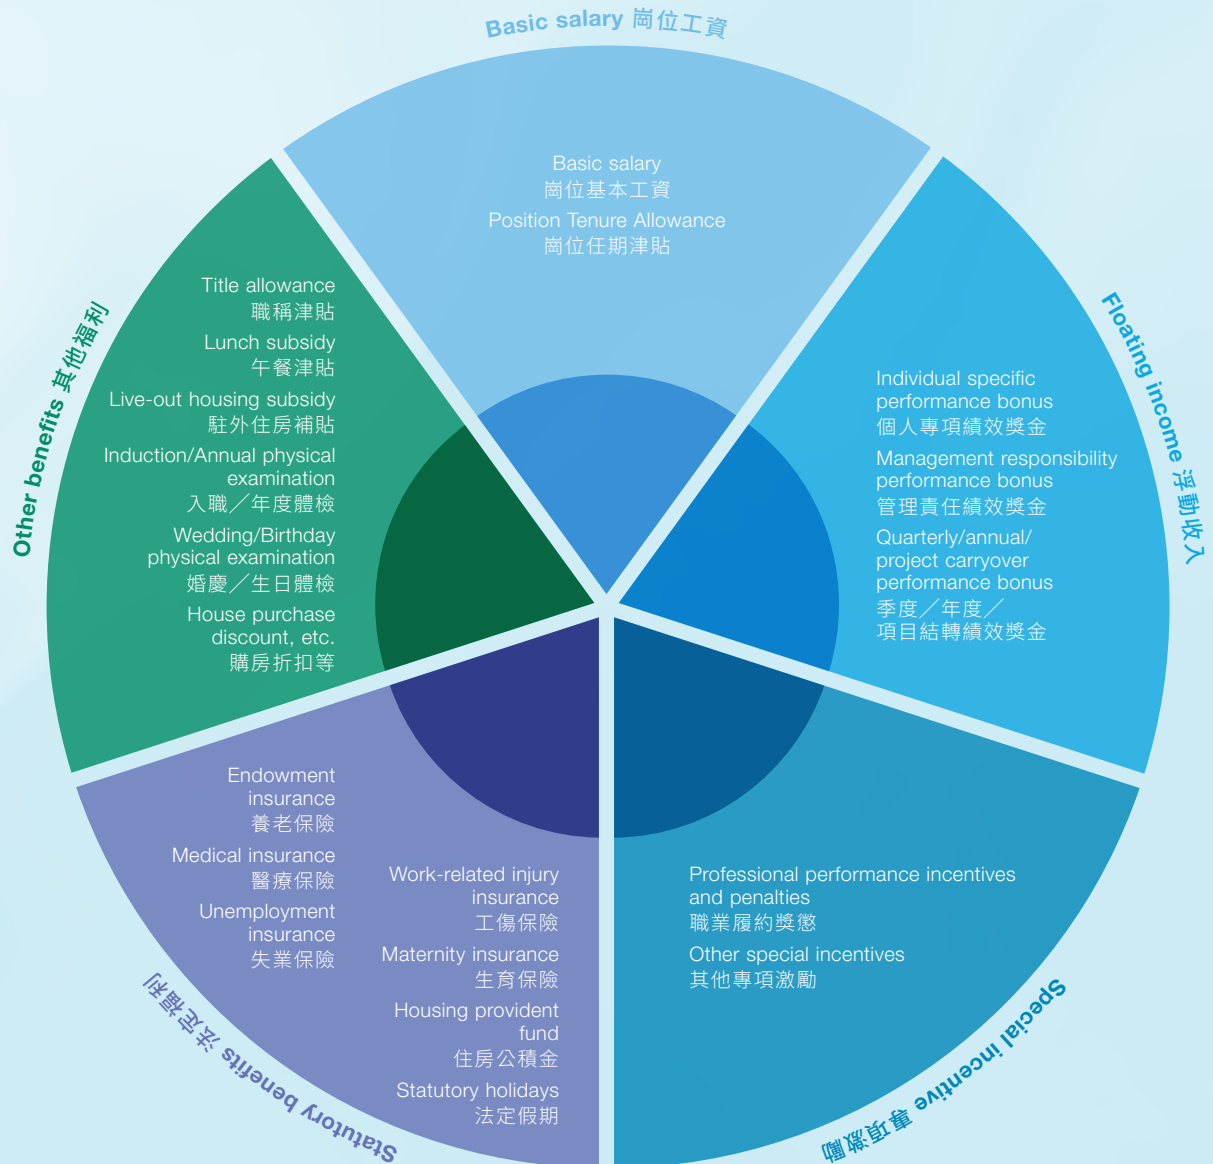 Basic salary 崗位工資
Basic salary
崗位基本工資
Position Tenure Allowance
崗位任期津貼
Floating income 浮動收入
Individual specific
performance bonus
個人專項績效獎金
Management responsibility
performance bonus
管理責任績效獎金
Quarterly/annual/
project carryover
performance bonus
季度／年度／
項目結轉績效獎金
Special incentive 專項激勵
Professional performance incentives
and penalties
職業履約獎懲
Other special incentives
其他專項激勵
Statutory benefits 法定福利
Endowment
insurance
養老保險
Medical insurance
醫療保險
Unemployment
insurance
失業保險
Work-related injury
insurance
工傷保險
Maternity insurance
生育保險
Housing provident
fund
住房公積金
Statutory holidays
法定假期
Other benefits 其他福利
Title allowance
職稱津貼
Lunch subsidy
午餐津貼
Live-out housing subsidy
駐外住房補貼
Induction/Annual physical
examination
入職／年度體檢
Wedding/Birthday
physical examination
婚慶／生日體檢
House purchase
discount, etc.
購房折扣等